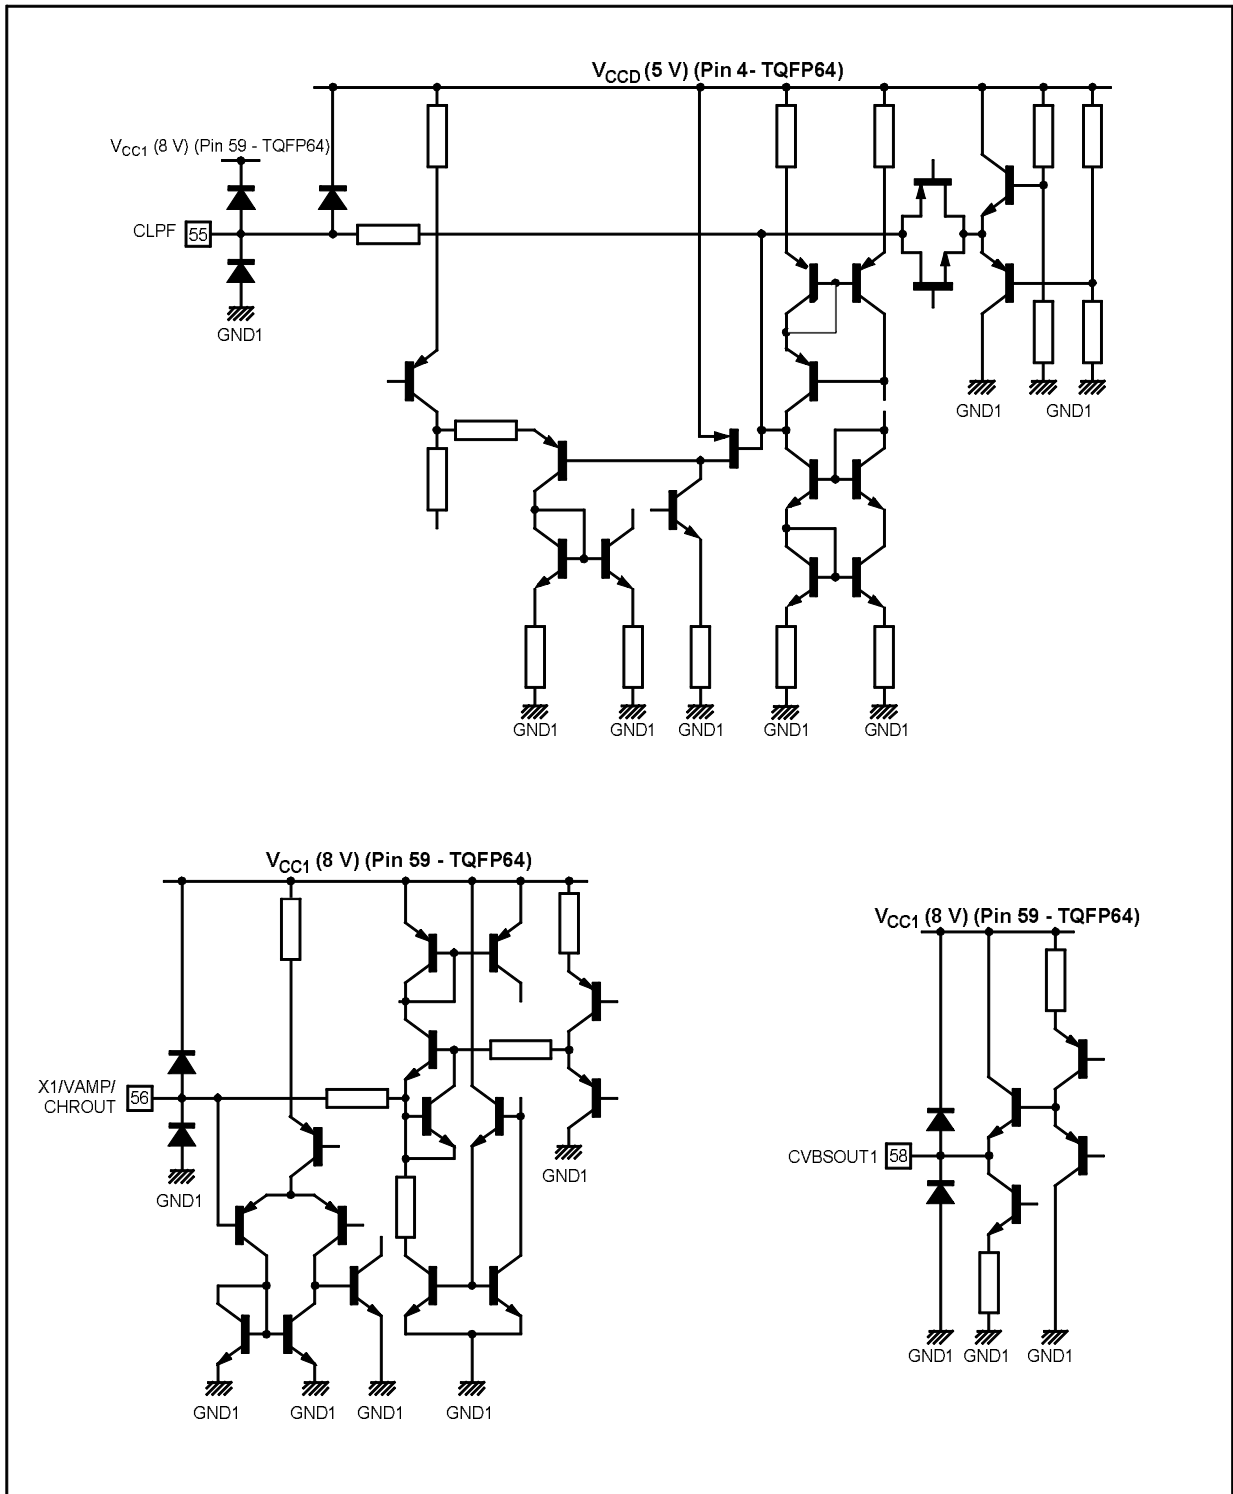 VCCD (5 V) (Pin 4- TQFP64)
VCC1 (8 V) (Pin 59 - TQFP64)
CLPF 55
GND1
GND1 GND1
GND1 GND1 GND1 GND1 GND1
VCC1 (8 V) (Pin 59 - TQFP64)
VCC1 (8 V) (Pin 59 - TQFP64)
X1/VAMP/
CHROUT 56
CVBSOUT1 58
GND1 GND1
GND1 GND1 GND1
GND1 GND1 GND1 GND1